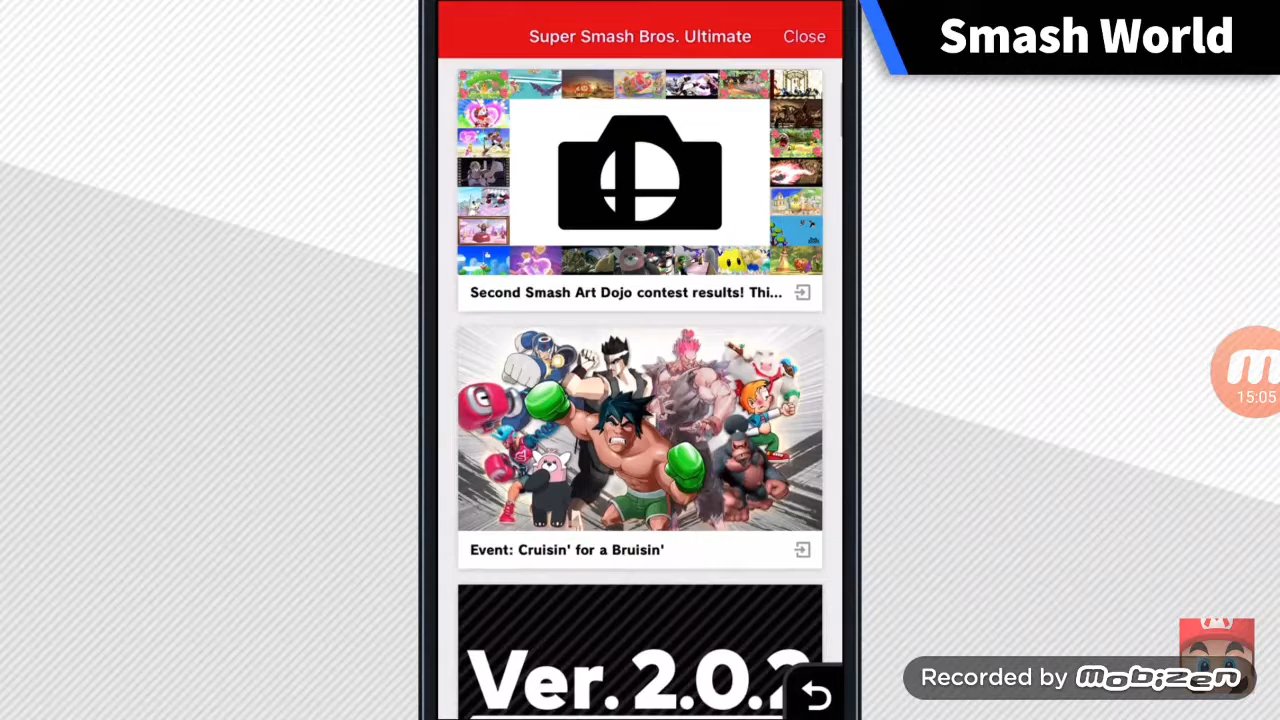 Super Smash Bros. Ultimate
Close
Smash World
Second Smash Art Dojo contest results! Thi...
15:05
Event: Cruisin' for a Bruisin'
Ver. 2.0.2
Recorded by mobizen